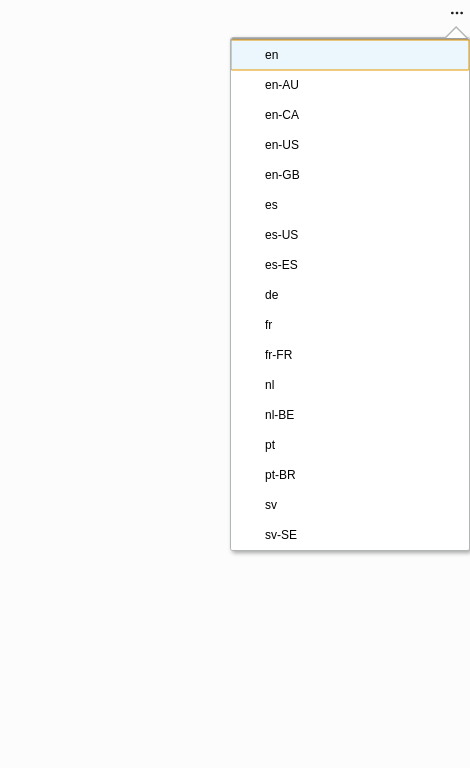 en
en-AU
en-CA
en-US
en-GB
es
es-US
es-ES
de
fr
fr-FR
nl
nl-BE
pt
pt-BR
sv
sv-SE